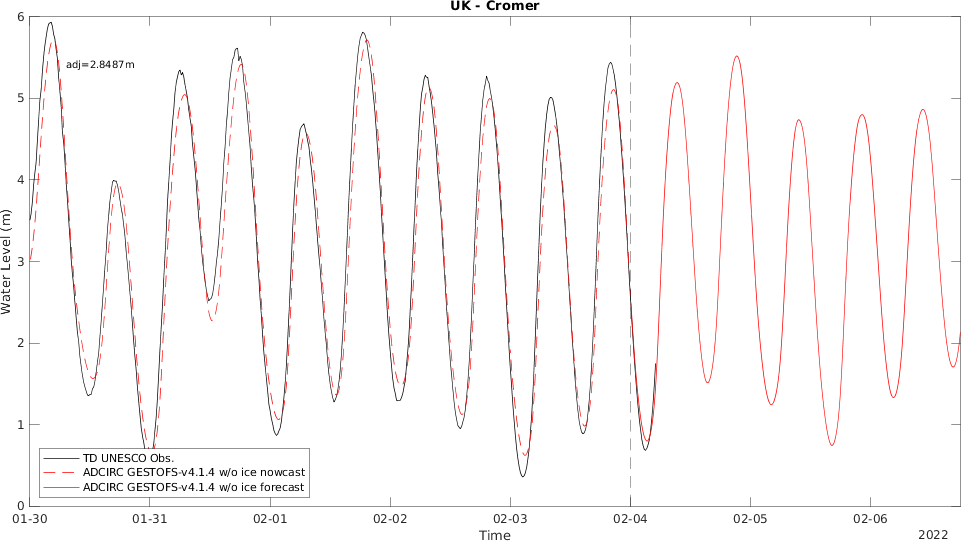 UK - Cromer
adj=2.8487m
Water Level (m)
6
5
4
3
2
1
0
TD UNESCO Obs.
ADCIRC GESTOFS-v4.1.4 w/o ice nowcast
ADCIRC GESTOFS-v4.1.4 w/o ice forecast
01-30 01-31 02-01 02-02 02-03 02-04 02-05 02-06
Time
2022